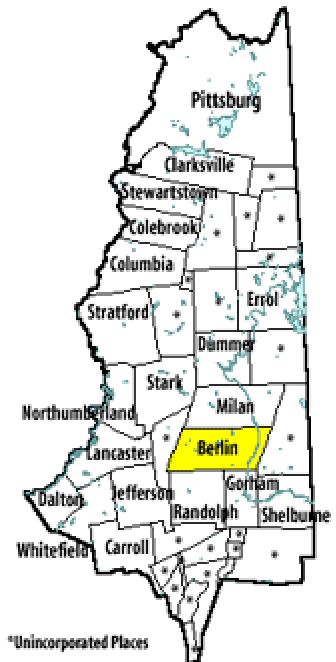 Pittsburg
Clarksville
Stewartstown
Colebrook
Columbia
Errol
Stratford
Dummer
Stark
Milan
Northumberland
Berlin
Lancaster
Gorham
Dalton
Jefferson
Randolph
Shelburne
Whitefield
Carroll
*Unincorporated Places